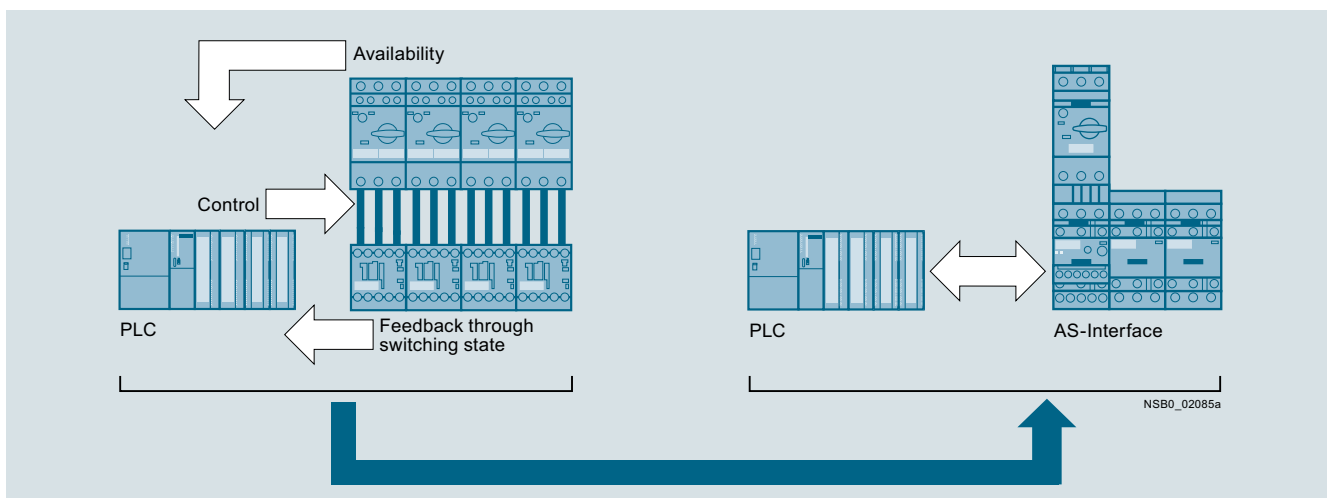 Availability
Control
PLC
Feedback through
switching state
PLC
AS-Interface
NSB0_02085a